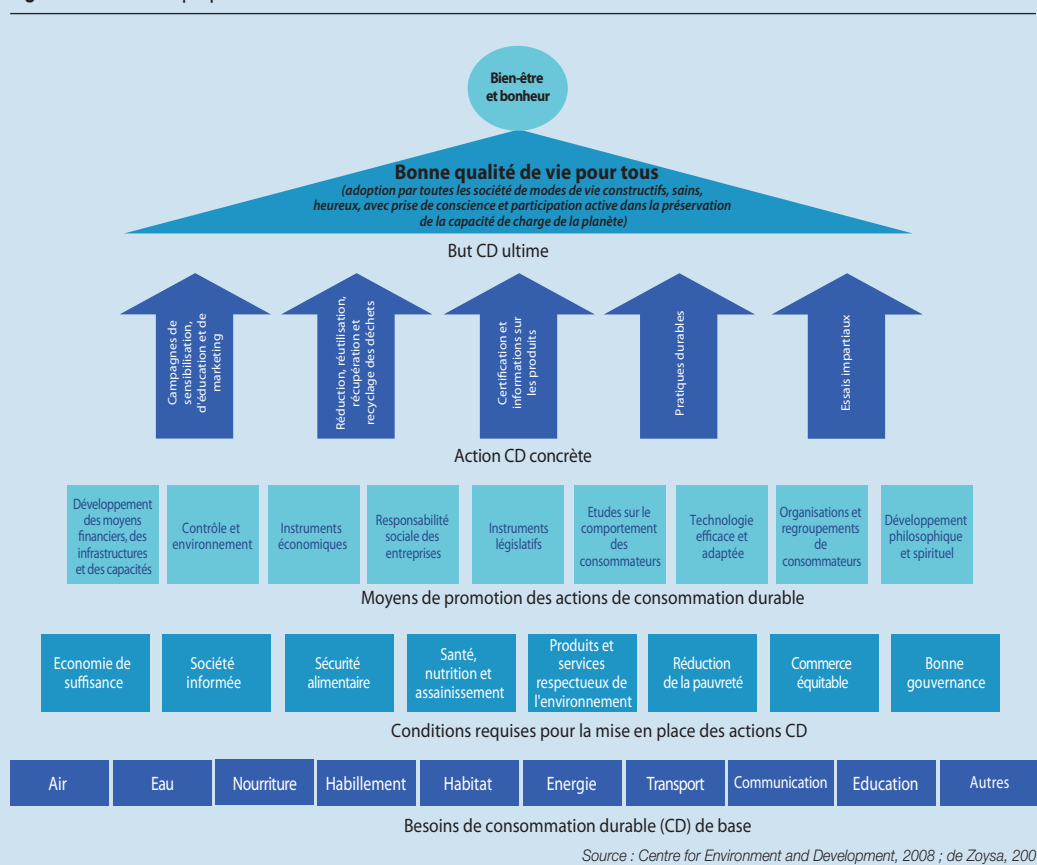 Bien-être
et bonheur
Bonne qualité de vie pour tous
(adoption par toutes les société de modes de vie constructifs, sains,
heureux, avec prise de conscience et participation active dans la préservation
de la capacité de charge de la planète)
But CD ultime
Campagnes de
sensibilisation,
d'éducation et de
marketing
Réduction, réutilisation,
récupération et
recyclage des déchets
Certification et
informations sur
les produits
Pratiques durables
Essais impartiaux
Action CD concrète
Développement
des moyens
financiers, des
infrastructures
et des capacités
Contrôle et
environnement
Instruments
économiques
Responsabilité
sociale des
entreprises
Instruments
législatifs
Etudes sur le
comportement
des
consommateurs
Technologie
efficace et
adaptée
Organisations et
regroupements
de
consommateurs
Développement
philosophique
et spirituel
Moyens de promotion des actions de consommation durable
Economie de
suffisance
Société
informée
Sécurité
alimentaire
Santé,
nutrition et
assainissement
Produits et
services
respectueux de
l'environnement
Réduction
de la pauvreté
Commerce
équitable
Bonne
gouvernance
Conditions requises pour la mise en place des actions CD
Air
Eau
Nourriture
Habillement
Habitat
Energie
Transport
Communication
Education
Autres
Besoins de consommation durable (CD) de base
Source : Centre for Environment and Development, 2008 ; de Zoysa, 200